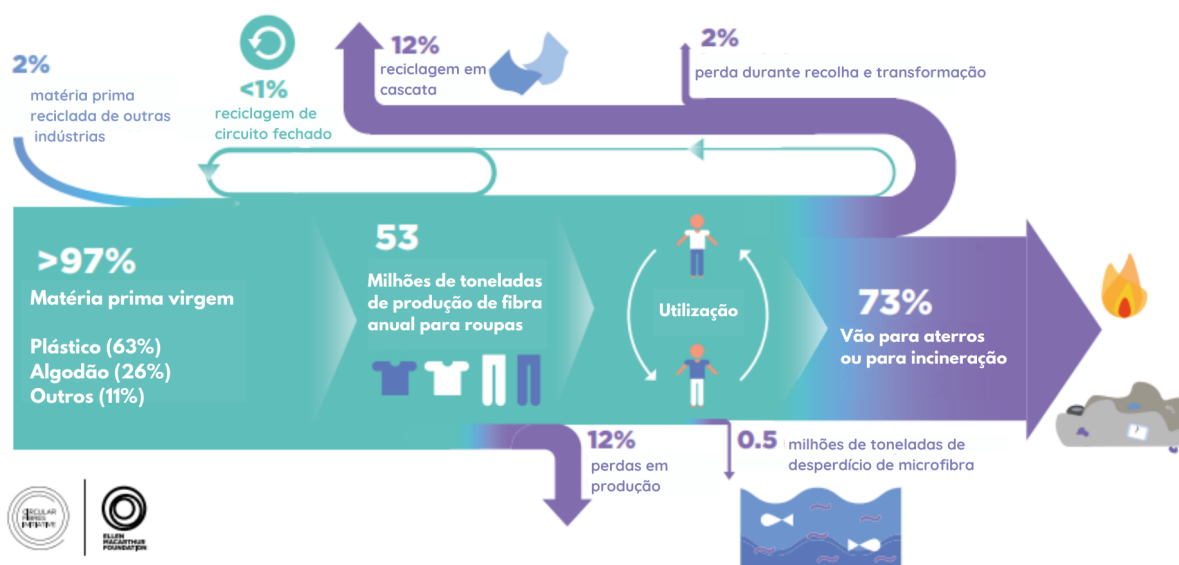 2%
matéria prima
reciclada de outras
indústrias
<1%
reciclagem de
circuito fechado
12%
reciclagem em
cascata
2%
perda durante recolha e transformação
>97%
Matéria prima virgem
Plástico (63%)
Algodão (26%)
Outros (11%)
53
Milhões de toneladas
de produção de fibra
anual para roupas
Utilização
73%
Vão para aterros
ou para incineração
12%
perdas em
produção
0.5 milhões de toneladas de
desperdício de microfibra
CIRCULAR
FIBRES
INITIATIVE
ELLEN
MACARTHUR
FOUNDATION